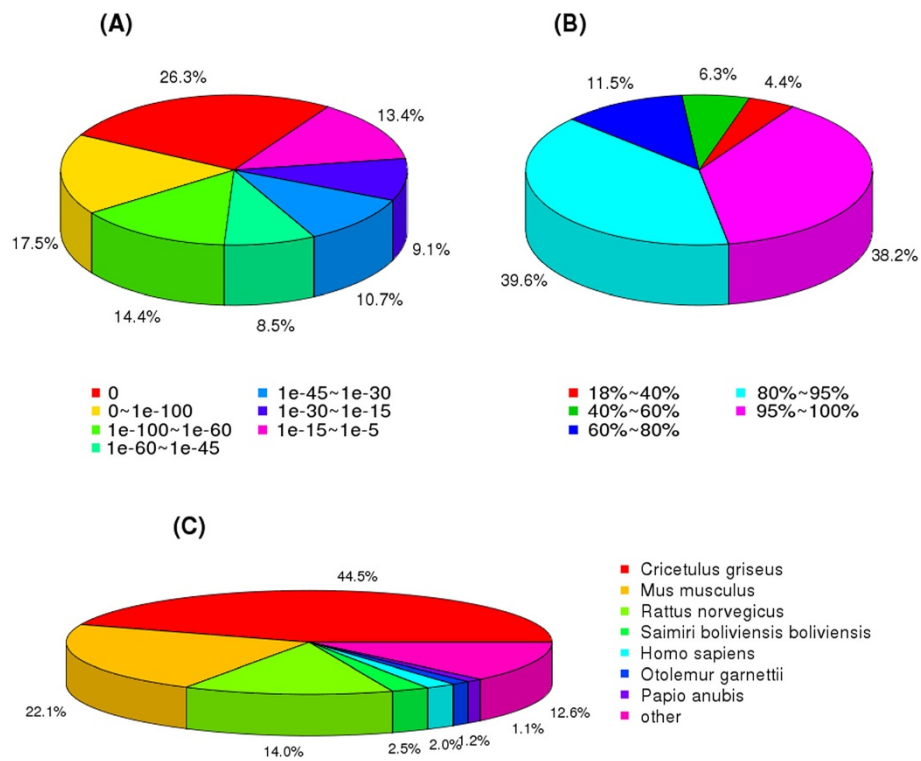 (A)
(B)
26.3%
13.4%
9.1%
10.7%
8.5%
14.4%
17.5%
11.5%
6.3%
4.4%
38.2%
39.6%
0
0~1e-100
1e-100~1e-60
1e-60~1e-45
1e-45~1e-30
1e-30~1e-15
1e-15~1e-5
18%~40%
40%~60%
60%~80%
80%~95%
95%~100%
(C)
44.5%
22.1%
14.0%
2.5%
2.0%
1.2%
1.1%
12.6%
Cricetulus griseus
Mus musculus
Rattus norvegicus
Saimiri boliviensis boliviensis
Homo sapiens
Otolemur garnettii
Papio anubis
other